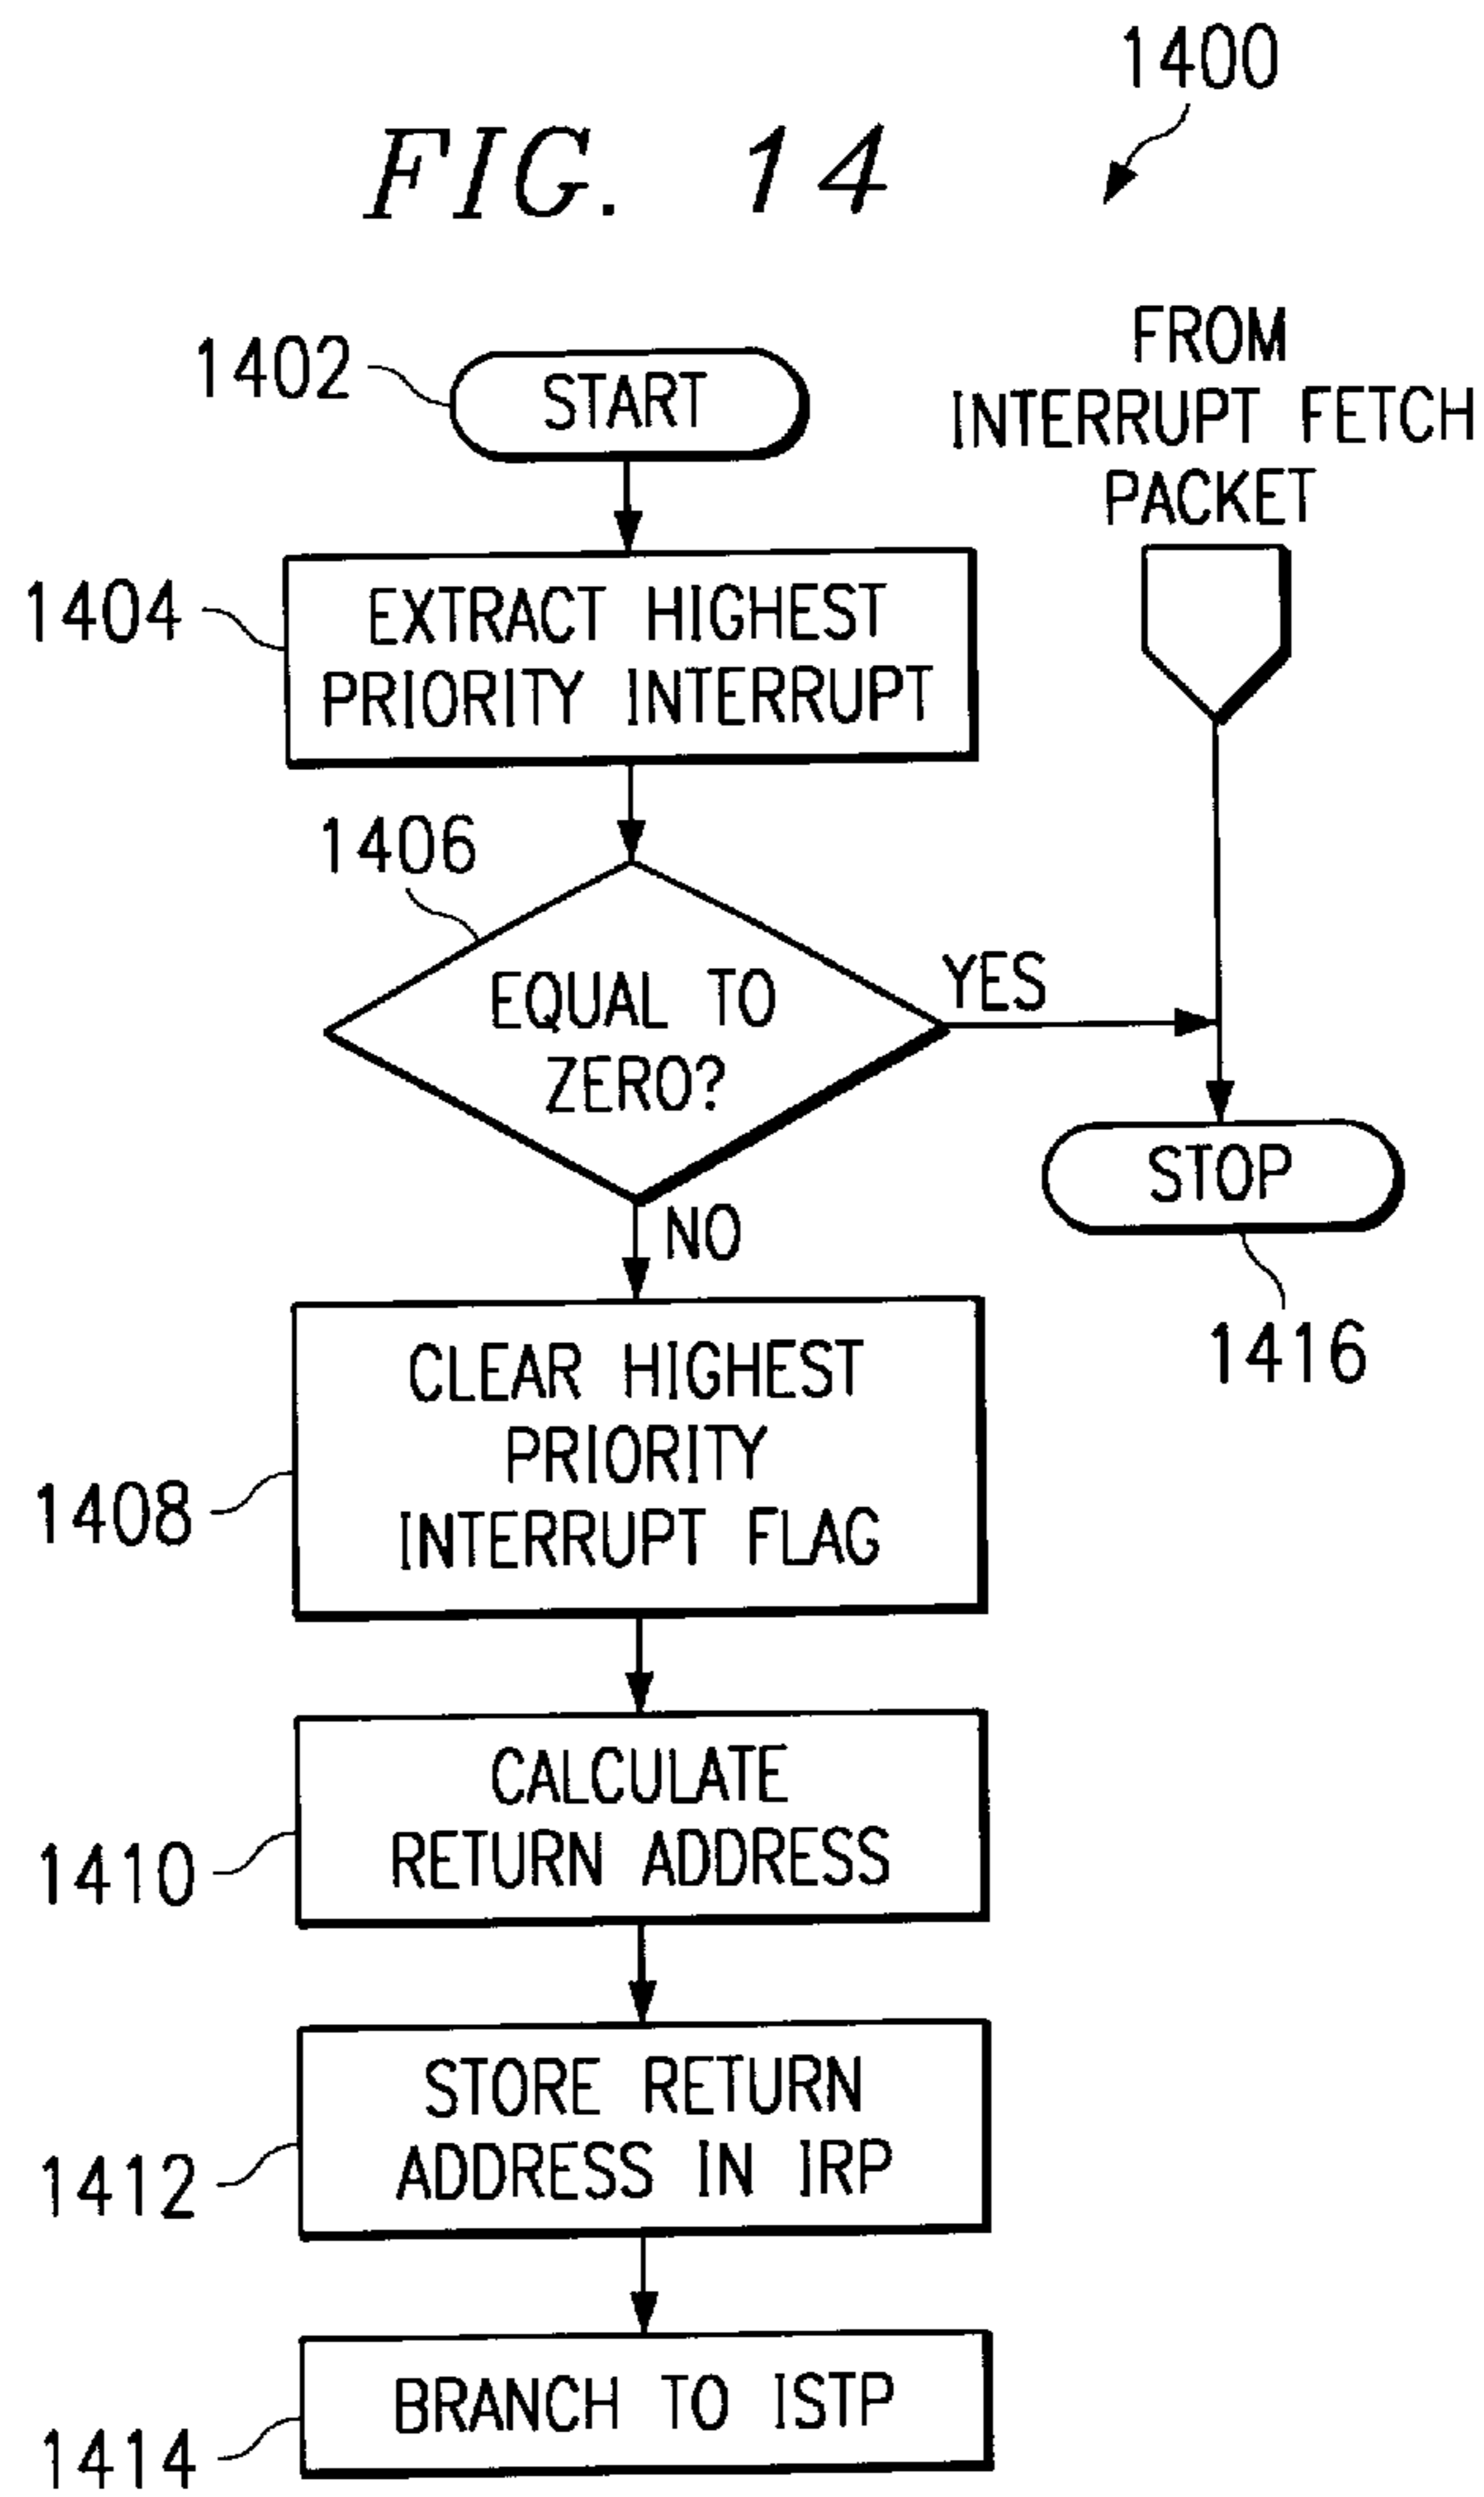 1400
FIG. 14
1402
START
FROM
INTERRUPT FETCH
PACKET
1404
EXTRACT HIGHEST
PRIORITY INTERRUPT
1406
EQUAL TO
ZERO?
YES
NO
STOP
1416
1408
CLEAR HIGHEST
PRIORITY
INTERRUPT FLAG
1410
CALCULATE
RETURN ADDRESS
1412
STORE RETURN
ADDRESS IN IRP
1414
BRANCH TO ISTP